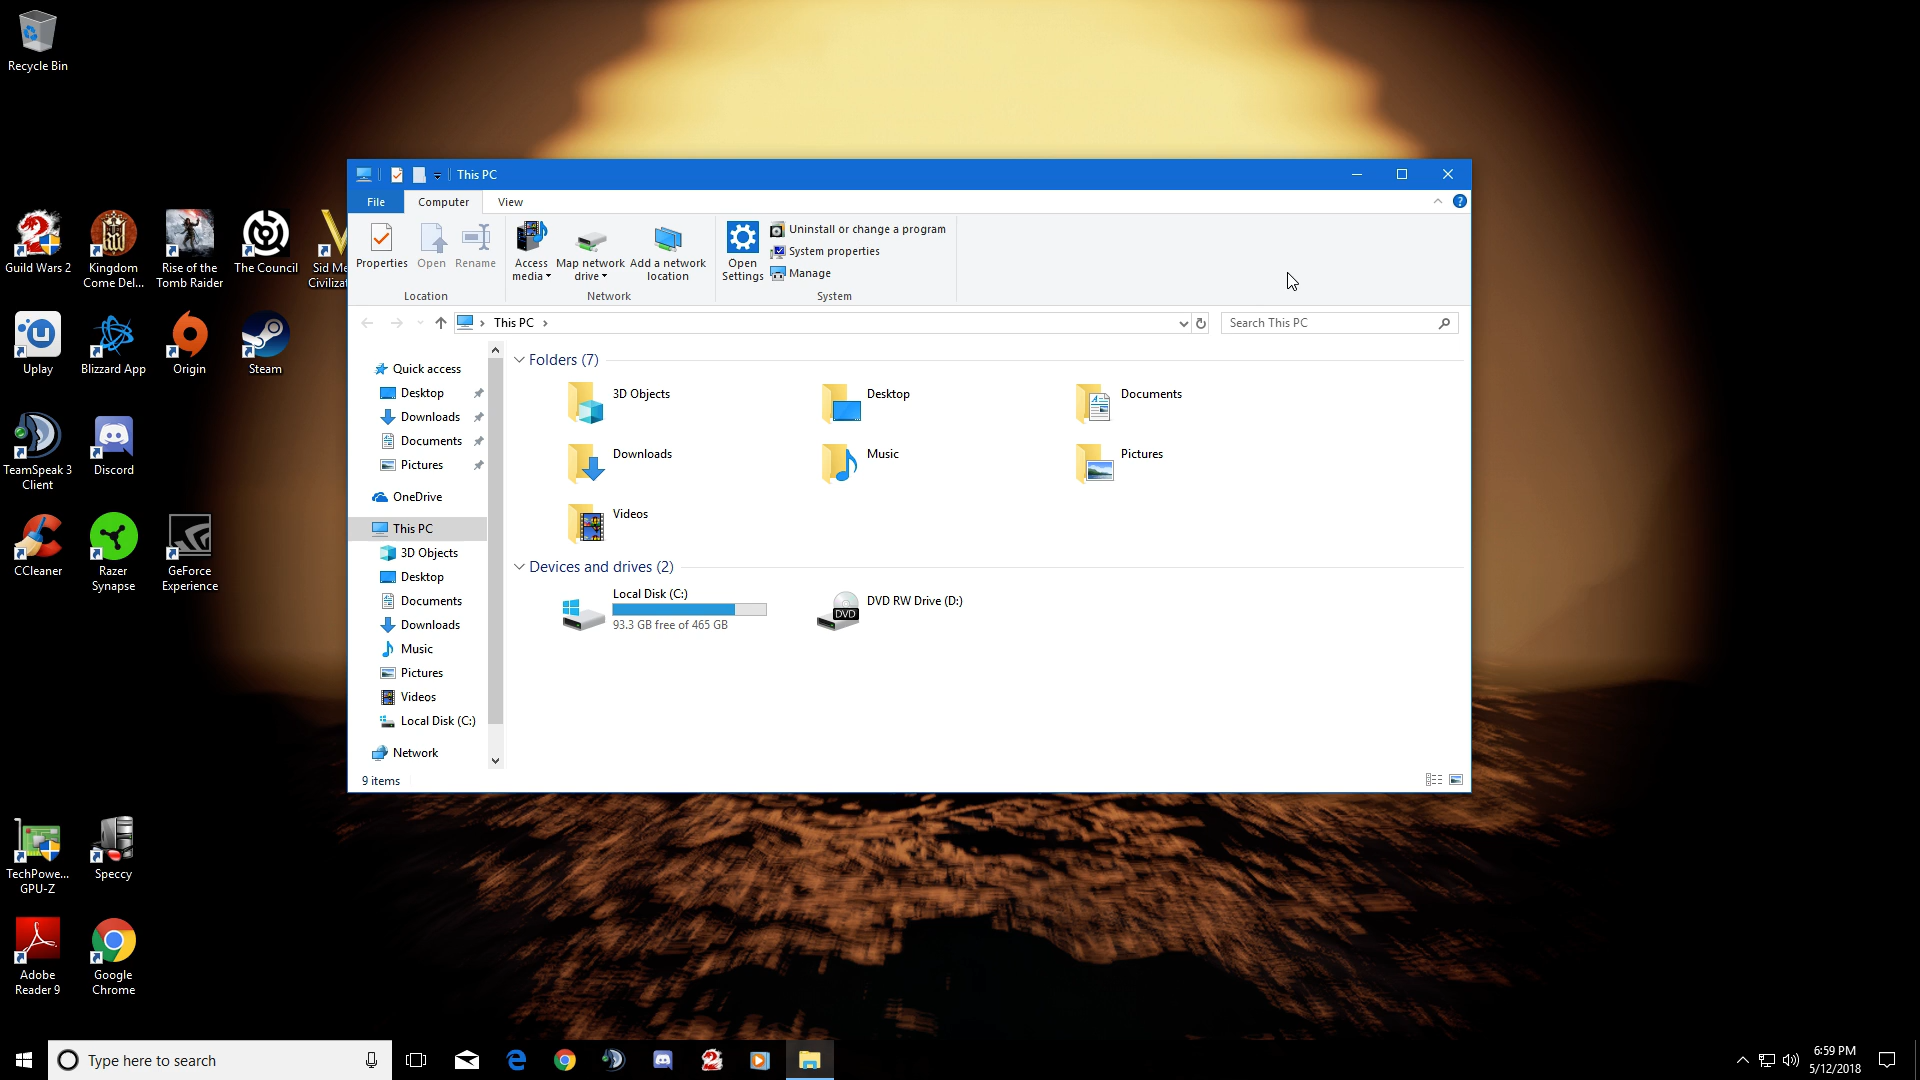 Recycle Bin
Guild Wars 2
Kingdom
Come Del...
Rise of the
Tomb Raider
The Council
Sid Me
Civilizat
Uplay
Blizzard App
Origin
Steam
TeamSpeak 3
Client
Discord
CCleaner
Razer
Synapse
GeForce
Experience
TechPowe...
GPU-Z
Speccy
Adobe
Reader 9
Google
Chrome
This PC
File
Computer
View
Properties
Open
Rename
Location
Access
media
Map network
drive
Add a network
location
Network
Open
Settings
Uninstall or change a program
System properties
Manage
System
This PC
Search This PC
Quick access
Desktop
Downloads
Documents
Pictures
OneDrive
This PC
3D Objects
Desktop
Documents
Downloads
Music
Pictures
Videos
Local Disk (C:)
Network
Folders (7)
3D Objects
Desktop
Documents
Downloads
Music
Pictures
Videos
Devices and drives (2)
Local Disk (C:)
93.3 GB free of 465 GB
DVD
DVD RW Drive (D:)
9 items
Type here to search
6:59 PM
5/12/2018